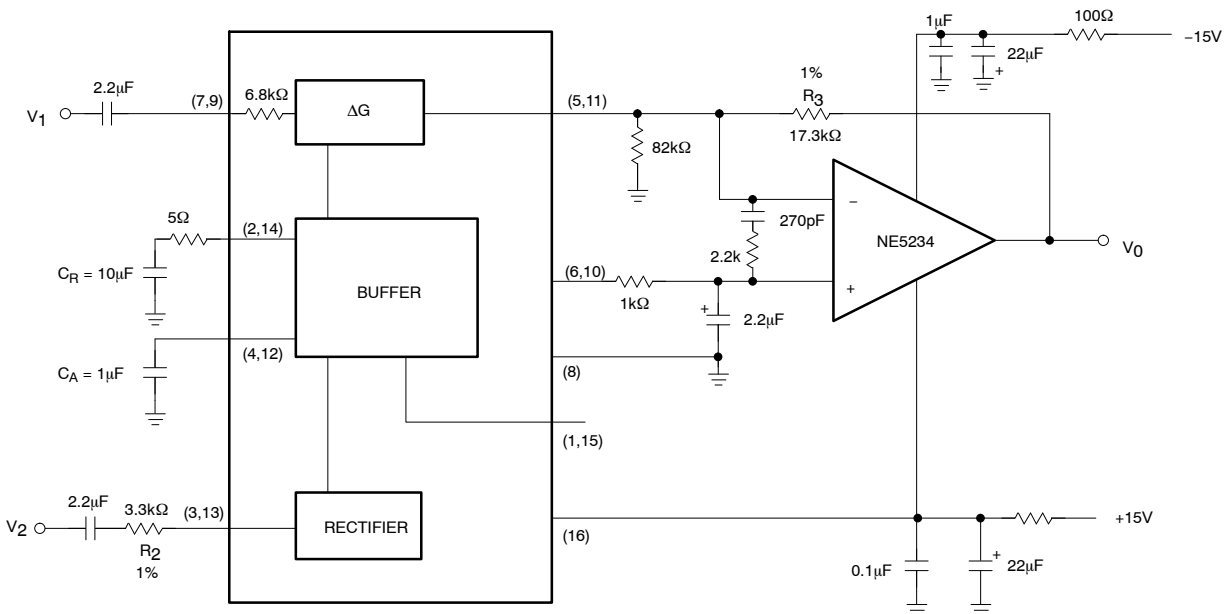 1μF
100Ω
–15V
22μF
+
2.2μF
V1
(7,9)
6.8kΩ
ΔG
(5,11)
1%
R3
17.3kΩ
82kΩ
5Ω
(2,14)
CR = 10μF
BUFFER
270pF
2.2k
–
NE5234
+
V0
(6,10)
1kΩ
+
2.2μF
(4,12)
CA = 1μF
(8)
(1,15)
2.2μF
3.3kΩ
(3,13)
V2
R2
1%
RECTIFIER
(16)
+15V
0.1μF
+
22μF